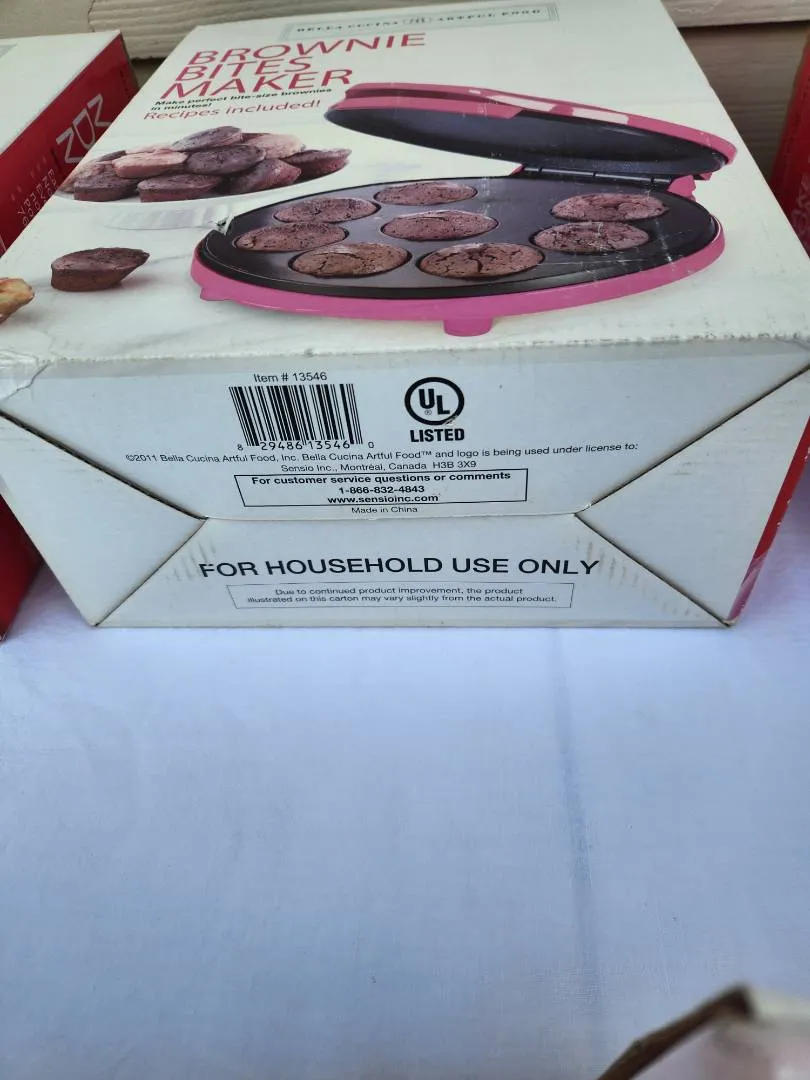 BELLA CUCINA ARTFUL FOOD
BROWNIE
BITES
MAKER
Make perfect bite-size brownies
in minutes!
Recipes included!
Item # 13546
8 29486 13546 0
UL
®
LISTED
©2011 Bella Cucina Artful Food, Inc. Bella Cucina Artful Food™ and logo is being used under license to:
Sensio Inc., Montréal, Canada H3B 3X9
For customer service questions or comments
1-866-832-4843
www.sensioinc.com
Made in China
FOR HOUSEHOLD USE ONLY
Due to continued product improvement, the product
illustrated on this carton may vary slightly from the actual product.